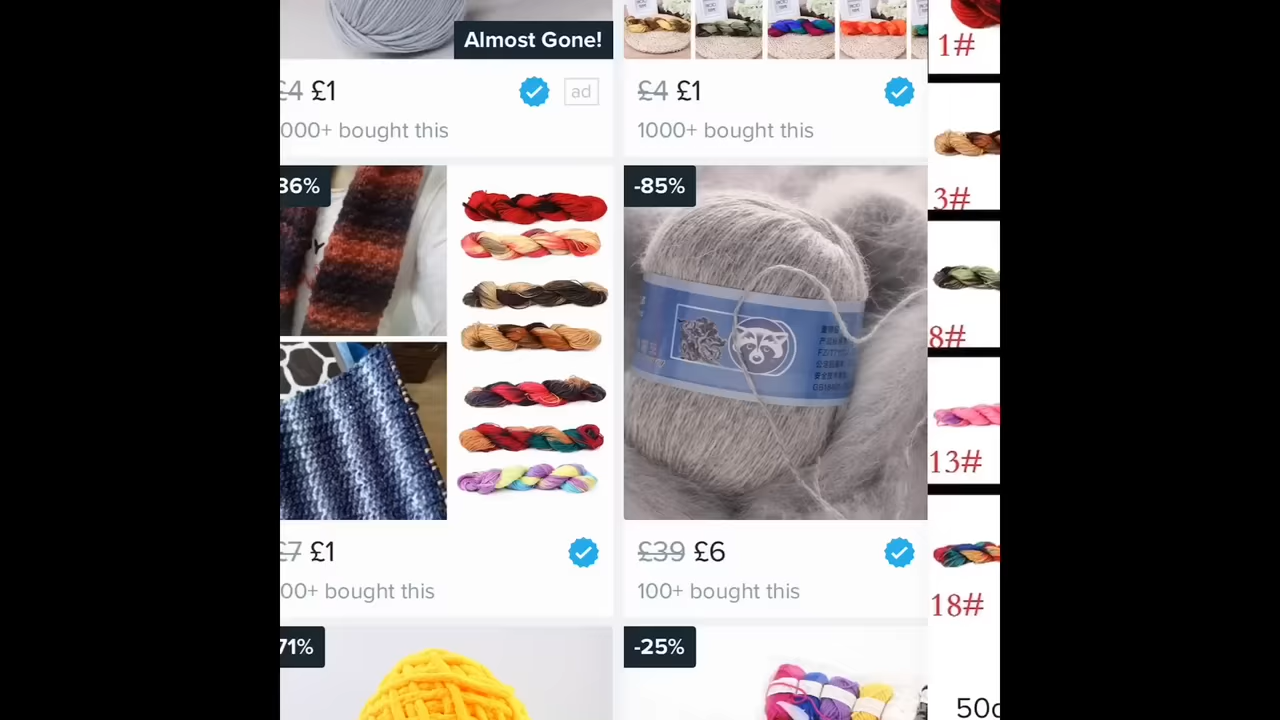 Almost Gone!
£4 £1
ad
000+ bought this
£4 £1
1000+ bought this
1#
3#
8#
13#
18#
50
86%
-85%
£7 £1
00+ bought this
£39 £6
100+ bought this
71%
-25%